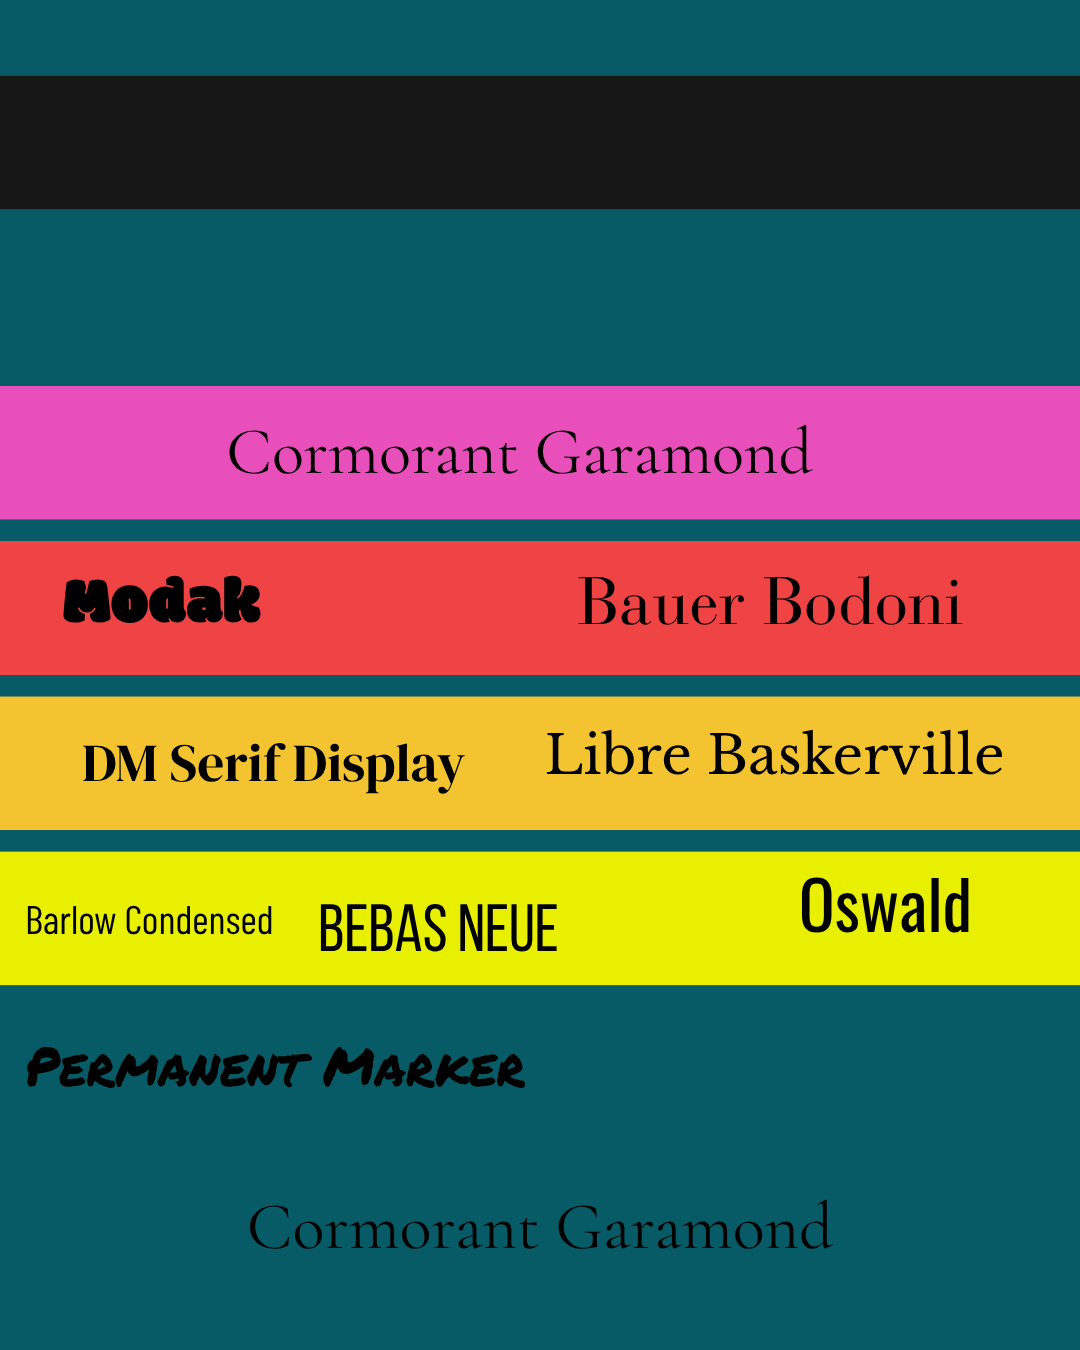 Cormorant Garamond
Modak
Bauer Bodoni
DM Serif Display
Libre Baskerville
Barlow Condensed
BEBAS NEUE
Oswald
PERMANENT MARKER
Cormorant Garamond